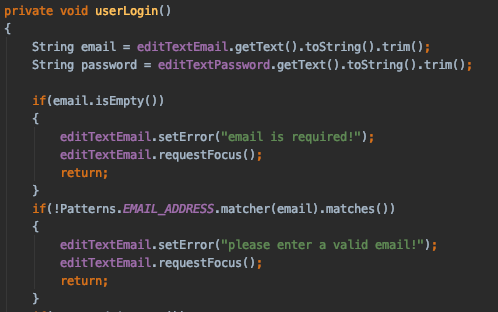 private void userLogin()
{
String email = editTextEmail.getText().toString().trim();
String password = editTextPassword.getText().toString().trim();
if(email.isEmpty())
{
editTextEmail.setError("email is required!");
editTextEmail.requestFocus();
return;
}
if(!Patterns.EMAIL_ADDRESS.matcher(email).matches())
{
editTextEmail.setError("please enter a valid email!");
editTextEmail.requestFocus();
return;
}